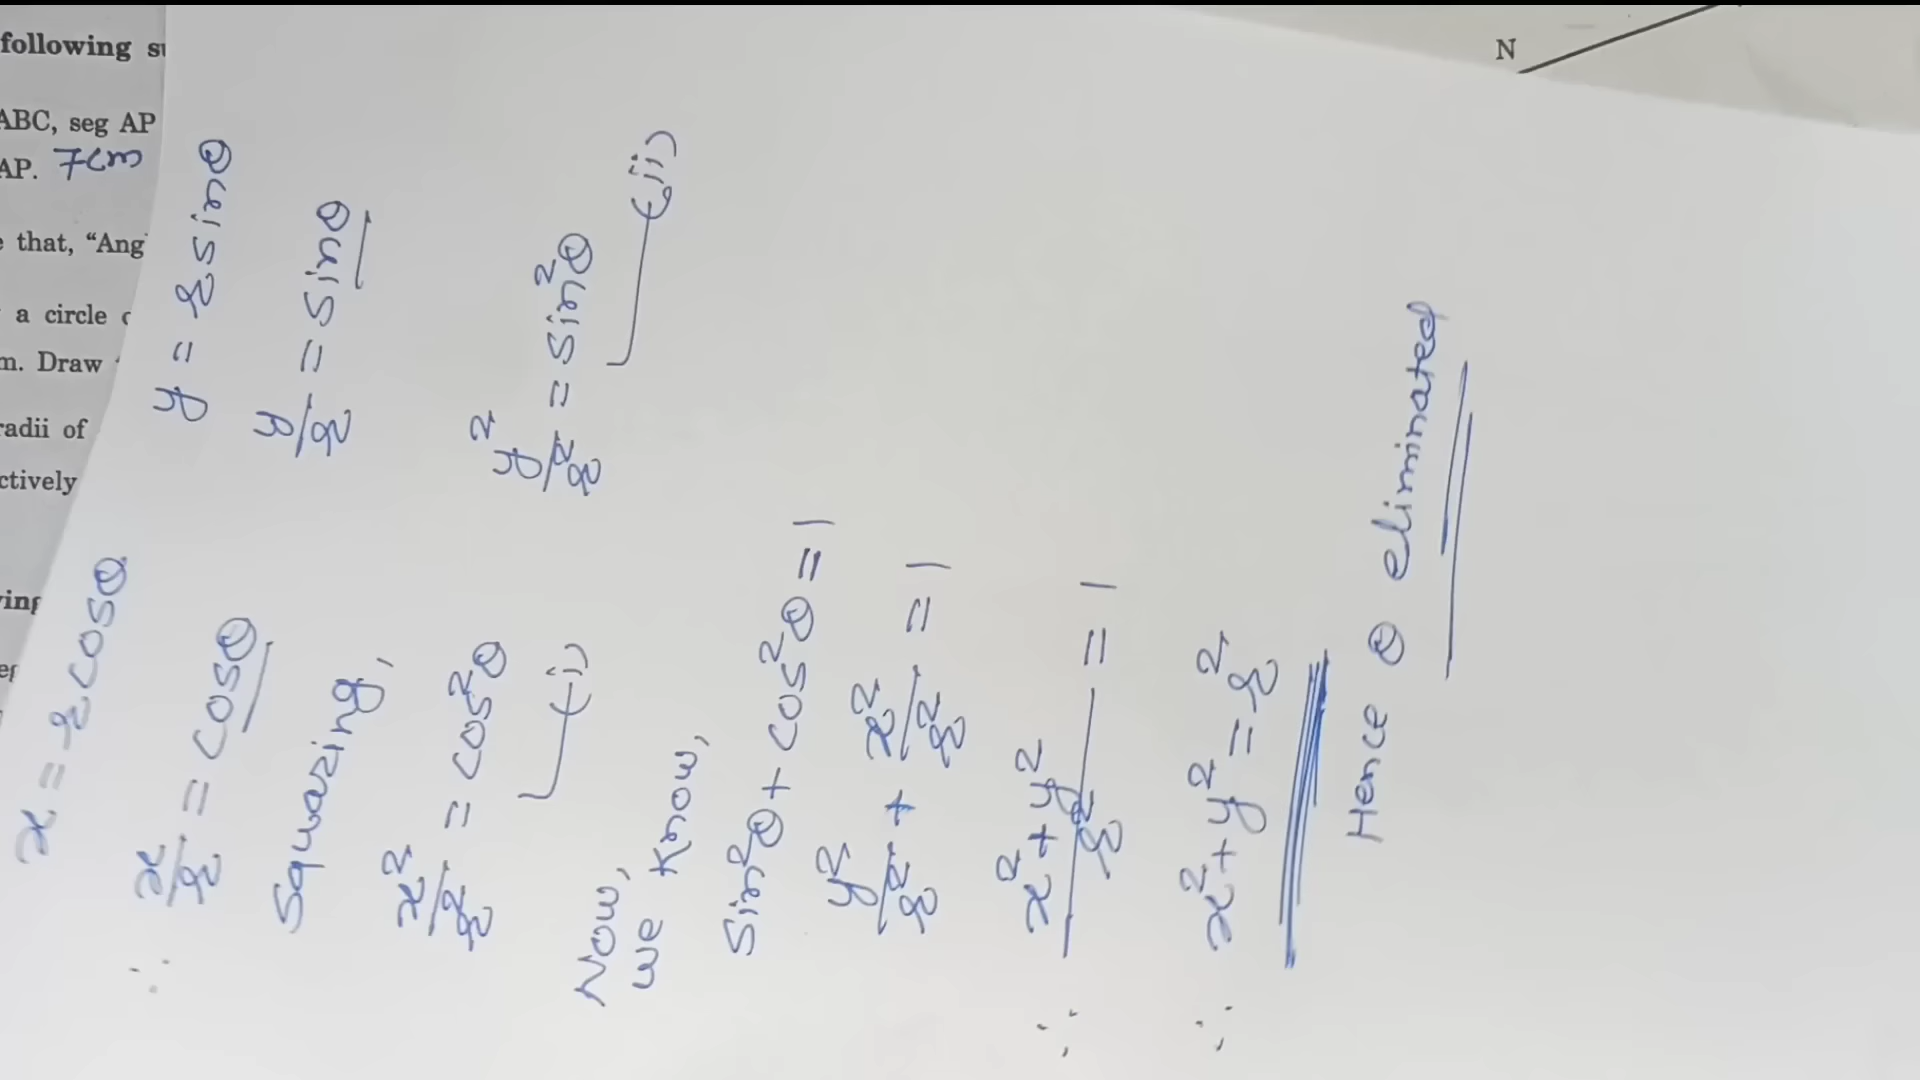 following
ABC, seg AP
AP. 7cm
that, “Ang
a circle
m. Draw
radii of
ctively
N
x = r cosθ
y = r sinθ
∴ x/r = cosθ
y/r = sinθ
Squaring,
x²/r² = cos²θ
(i)
y²/r² = sin²θ
(ii)
Now,
we know,
sin²θ + cos²θ = 1
y²/r² + x²/r² = 1
∴ x² + y²/r² = 1
∴ x² + y² = r²
Hence θ eliminated